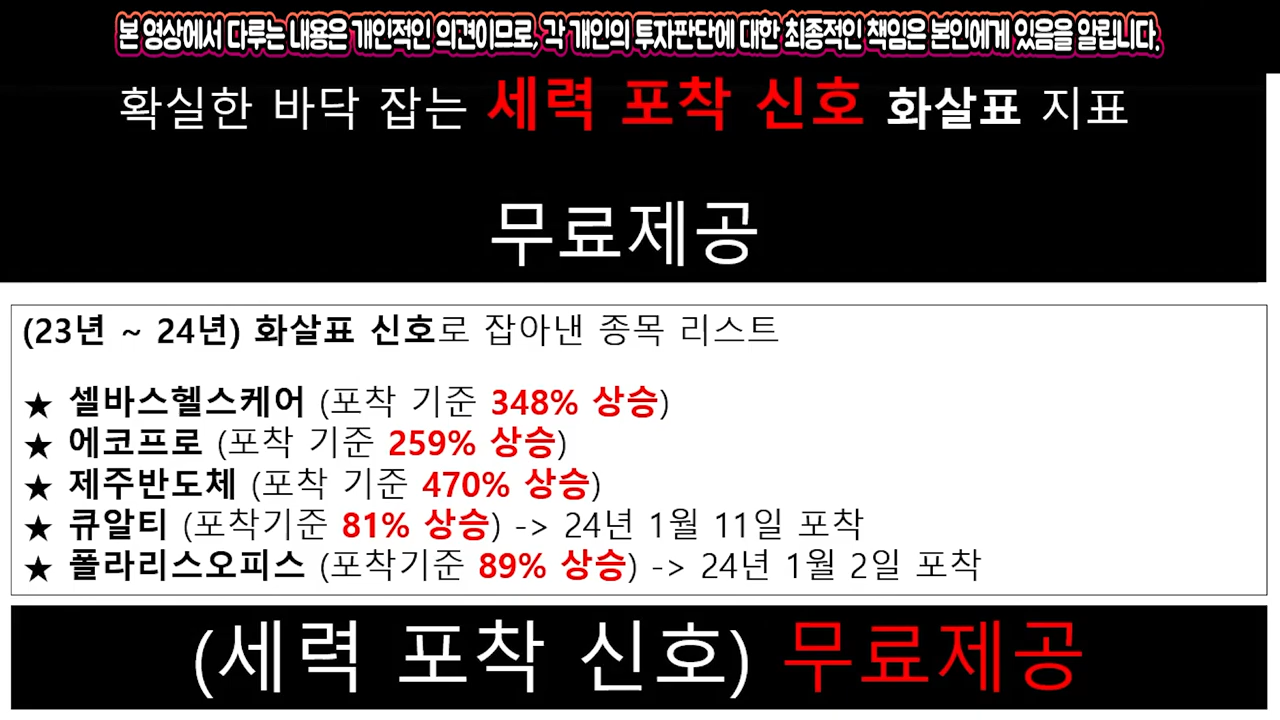 본 영상에서 다루는 내용은 개인적인 의견이므로, 각 개인의 투자판단에 대한 최종적인 책임은 본인에게 있음을 알립니다.
확실한 바닥 잡는 세력 포착 신호 화살표 지표
무료제공
(23년 ~ 24년) 화살표 신호로 잡아낸 종목 리스트
★ 셀바스헬스케어 (포착 기준 348% 상승)
★ 에코프로 (포착 기준 259% 상승)
★ 제주반도체 (포착 기준 470% 상승)
★ 큐알티 (포착기준 81% 상승) -> 24년 1월 11일 포착
★ 폴라리스오피스 (포착기준 89% 상승) -> 24년 1월 2일 포착
(세력 포착 신호) 무료제공